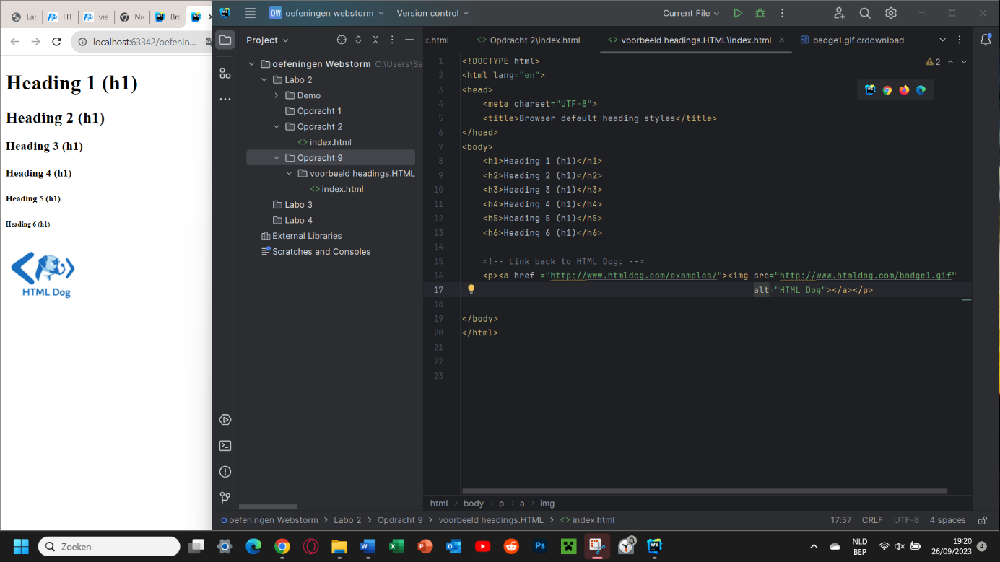 Lab
HT
vie
Nie
Bro
localhost:63342/oefenin...
Heading 1 (h1)
Heading 2 (h1)
Heading 3 (h1)
Heading 4 (h1)
Heading 5 (h1)
Heading 6 (h1)
HTML Dog
OW oefeningen webstorm
Version control
Current File
Project
x.html
<> Opdracht 2\index.html
<> voorbeeld headings.HTML\index.html
badge1.gif.crdownload
oefeningen Webstorm C:\Users\Sa
Labo 2
Demo
Opdracht 1
Opdracht 2
<> index.html
Opdracht 9
voorbeeld headings.HTML
<> index.html
Labo 3
Labo 4
External Libraries
Scratches and Consoles
2
1 <!DOCTYPE html>
2 <html lang="en">
3 <head>
4 <meta charset="UTF-8">
5 <title>Browser default heading styles</title>
6 </head>
7 <body>
8 <h1>Heading 1 (h1)</h1>
9 <h2>Heading 2 (h1)</h2>
10 <h3>Heading 3 (h1)</h3>
11 <h4>Heading 4 (h1)</h4>
12 <h5>Heading 5 (h1)</h5>
13 <h6>Heading 6 (h1)</h6>
14
15 <!-- Link back to HTML Dog: -->
16 <p><a href ="http://www.htmldog.com/examples/"><img src="http://www.htmldog.com/badge1.gif"
17 alt="HTML Dog"></a></p>
18
19 </body>
20 </html>
21
22
23
html > body > p > a > img
oefeningen Webstorm > Labo 2 > Opdracht 9 > voorbeeld headings.HTML > <> index.html
17:57 CRLF UTF-8 4 spaces
Zoeken
NLD
BEP
19:20
26/09/2023
4